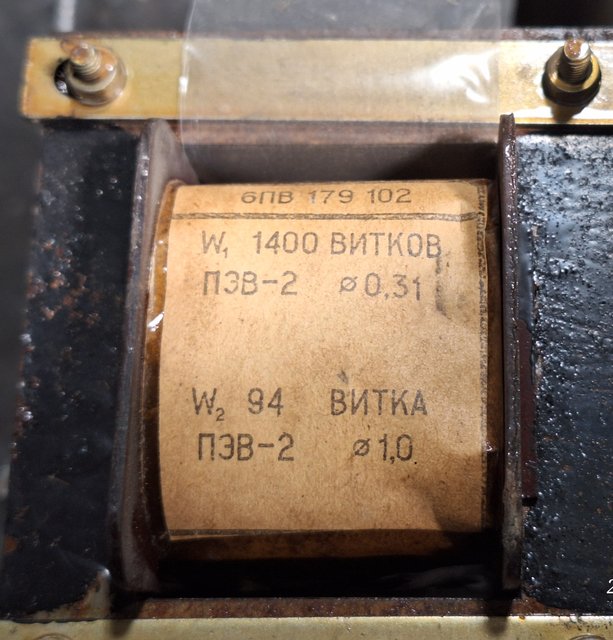 6ПВ 179 102
W₁ 1400 ВИТКОВ
ПЭВ-2 ⌀0,31
W₂ 94 ВИТКА
ПЭВ-2 ⌀1,0